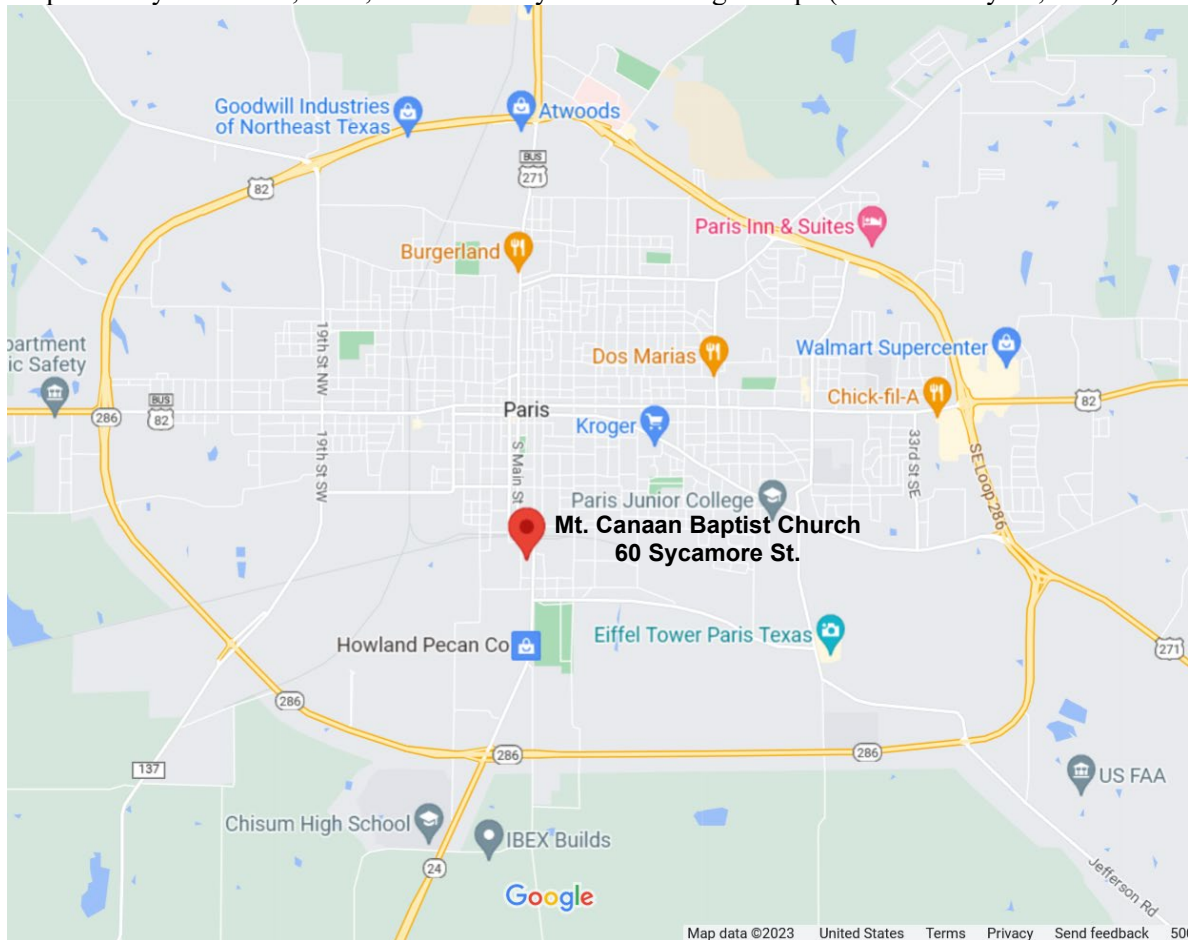 Goodwill Industries
of Northeast Texas
Atwoods
BUS
271
82
Paris Inn & Suites
Burgerland
19th St NW
Dos Marias
Walmart Supercenter
partment
ic Safety
Chick-fil-A
BUS
82
286
Paris
82
Kroger
S Main St
33rd St SE
19th St SW
SE Loop 286
Paris Junior College
Mt. Canaan Baptist Church
60 Sycamore St.
Howland Pecan Co
Eiffel Tower Paris Texas
271
286
286
286
137
US FAA
Chisum High School
IBEX Builds
24
Jefferson Rd
Google
Map data ©2023 United States Terms Privacy Send feedback 500